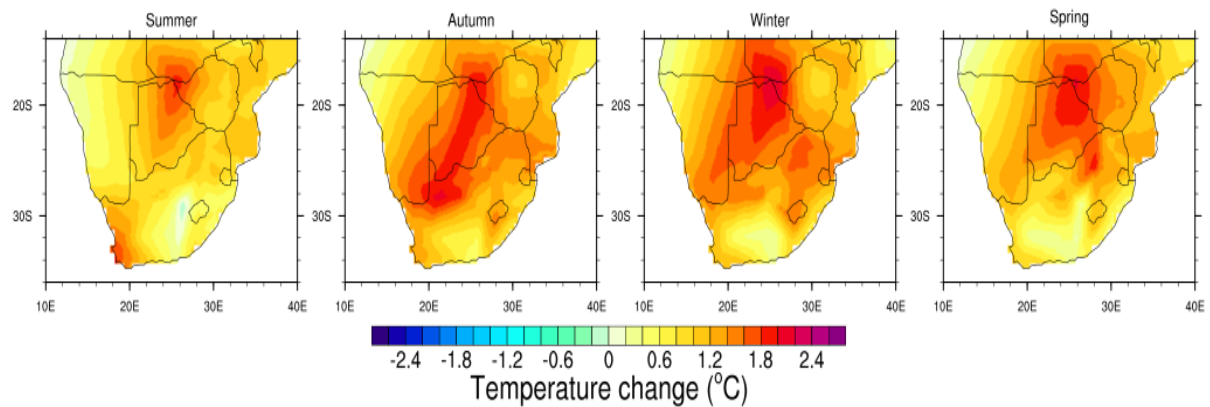 Summer Autumn Winter Spring
20S 20S 20S 20S
30S 30S 30S 30S
10E 20E 30E 40E 10E 20E 30E 40E 10E 20E 30E 40E 10E 20E 30E 40E
-2.4 -1.8 -1.2 -0.6 0 0.6 1.2 1.8 2.4
Temperature change (°C)